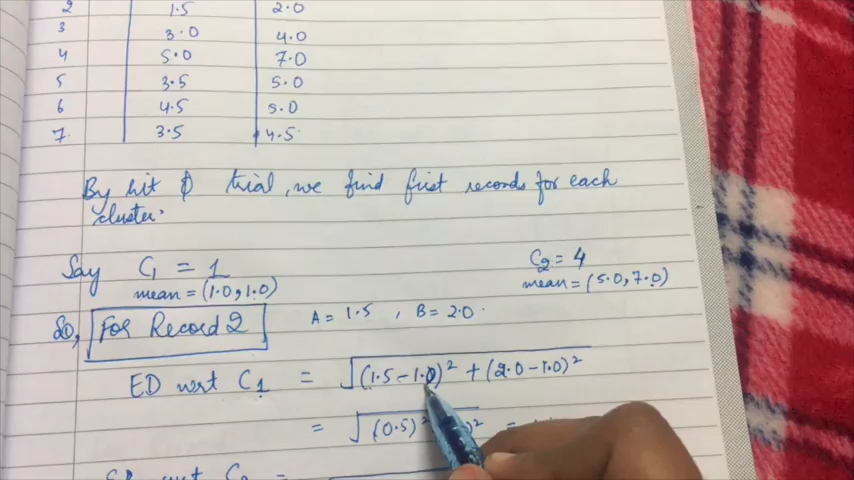 2 1.5 2.0
3 3.0 4.0
4 5.0 7.0
5 3.5 5.0
6 4.5 5.0
7. 3.5 4.5
By hit & trial, we find first records for each
cluster.
Say C₁ = 1 C₂ = 4
mean = (1.0, 1.0) mean = (5.0, 7.0)
So, For Record 2 A = 1.5 , B = 2.0
ED wrt C₁ = √(1.5 - 1.0)² + (2.0 - 1.0)²
= √(0.5)² )² =
wrt C₂ =